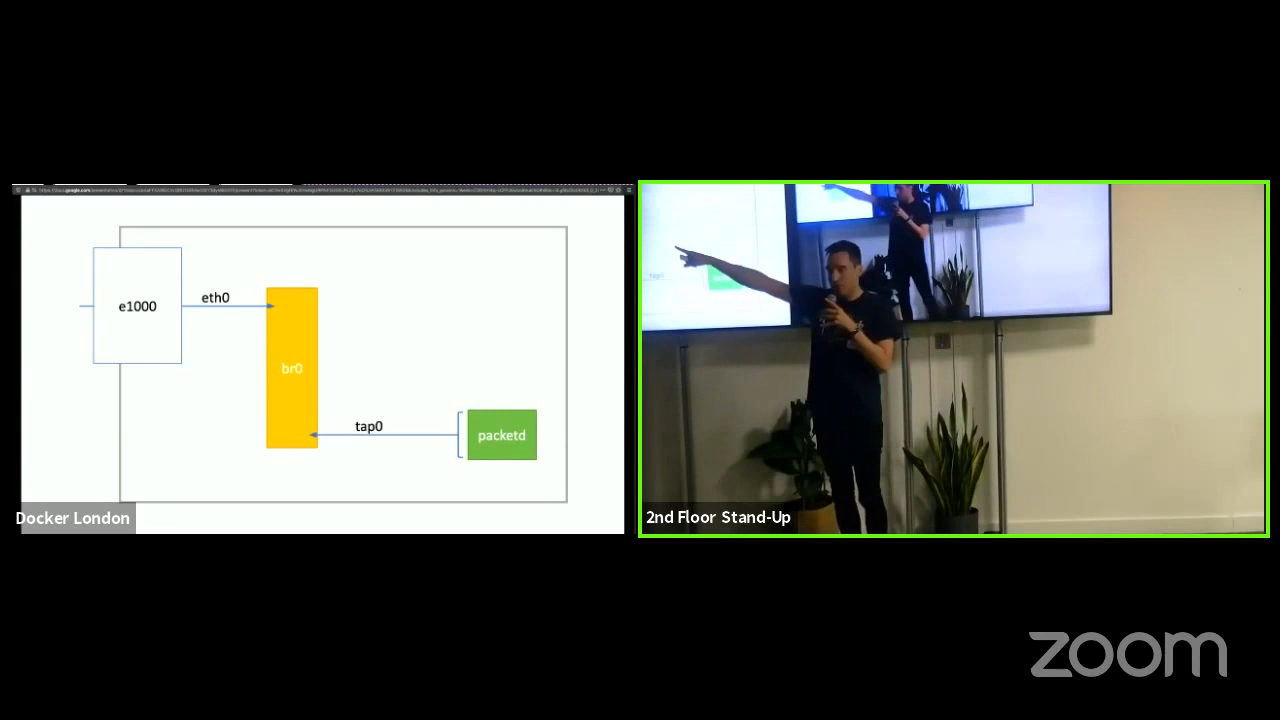 e1000
eth0
br0
tap0
packetd
Docker London
2nd Floor Stand-Up
zoom